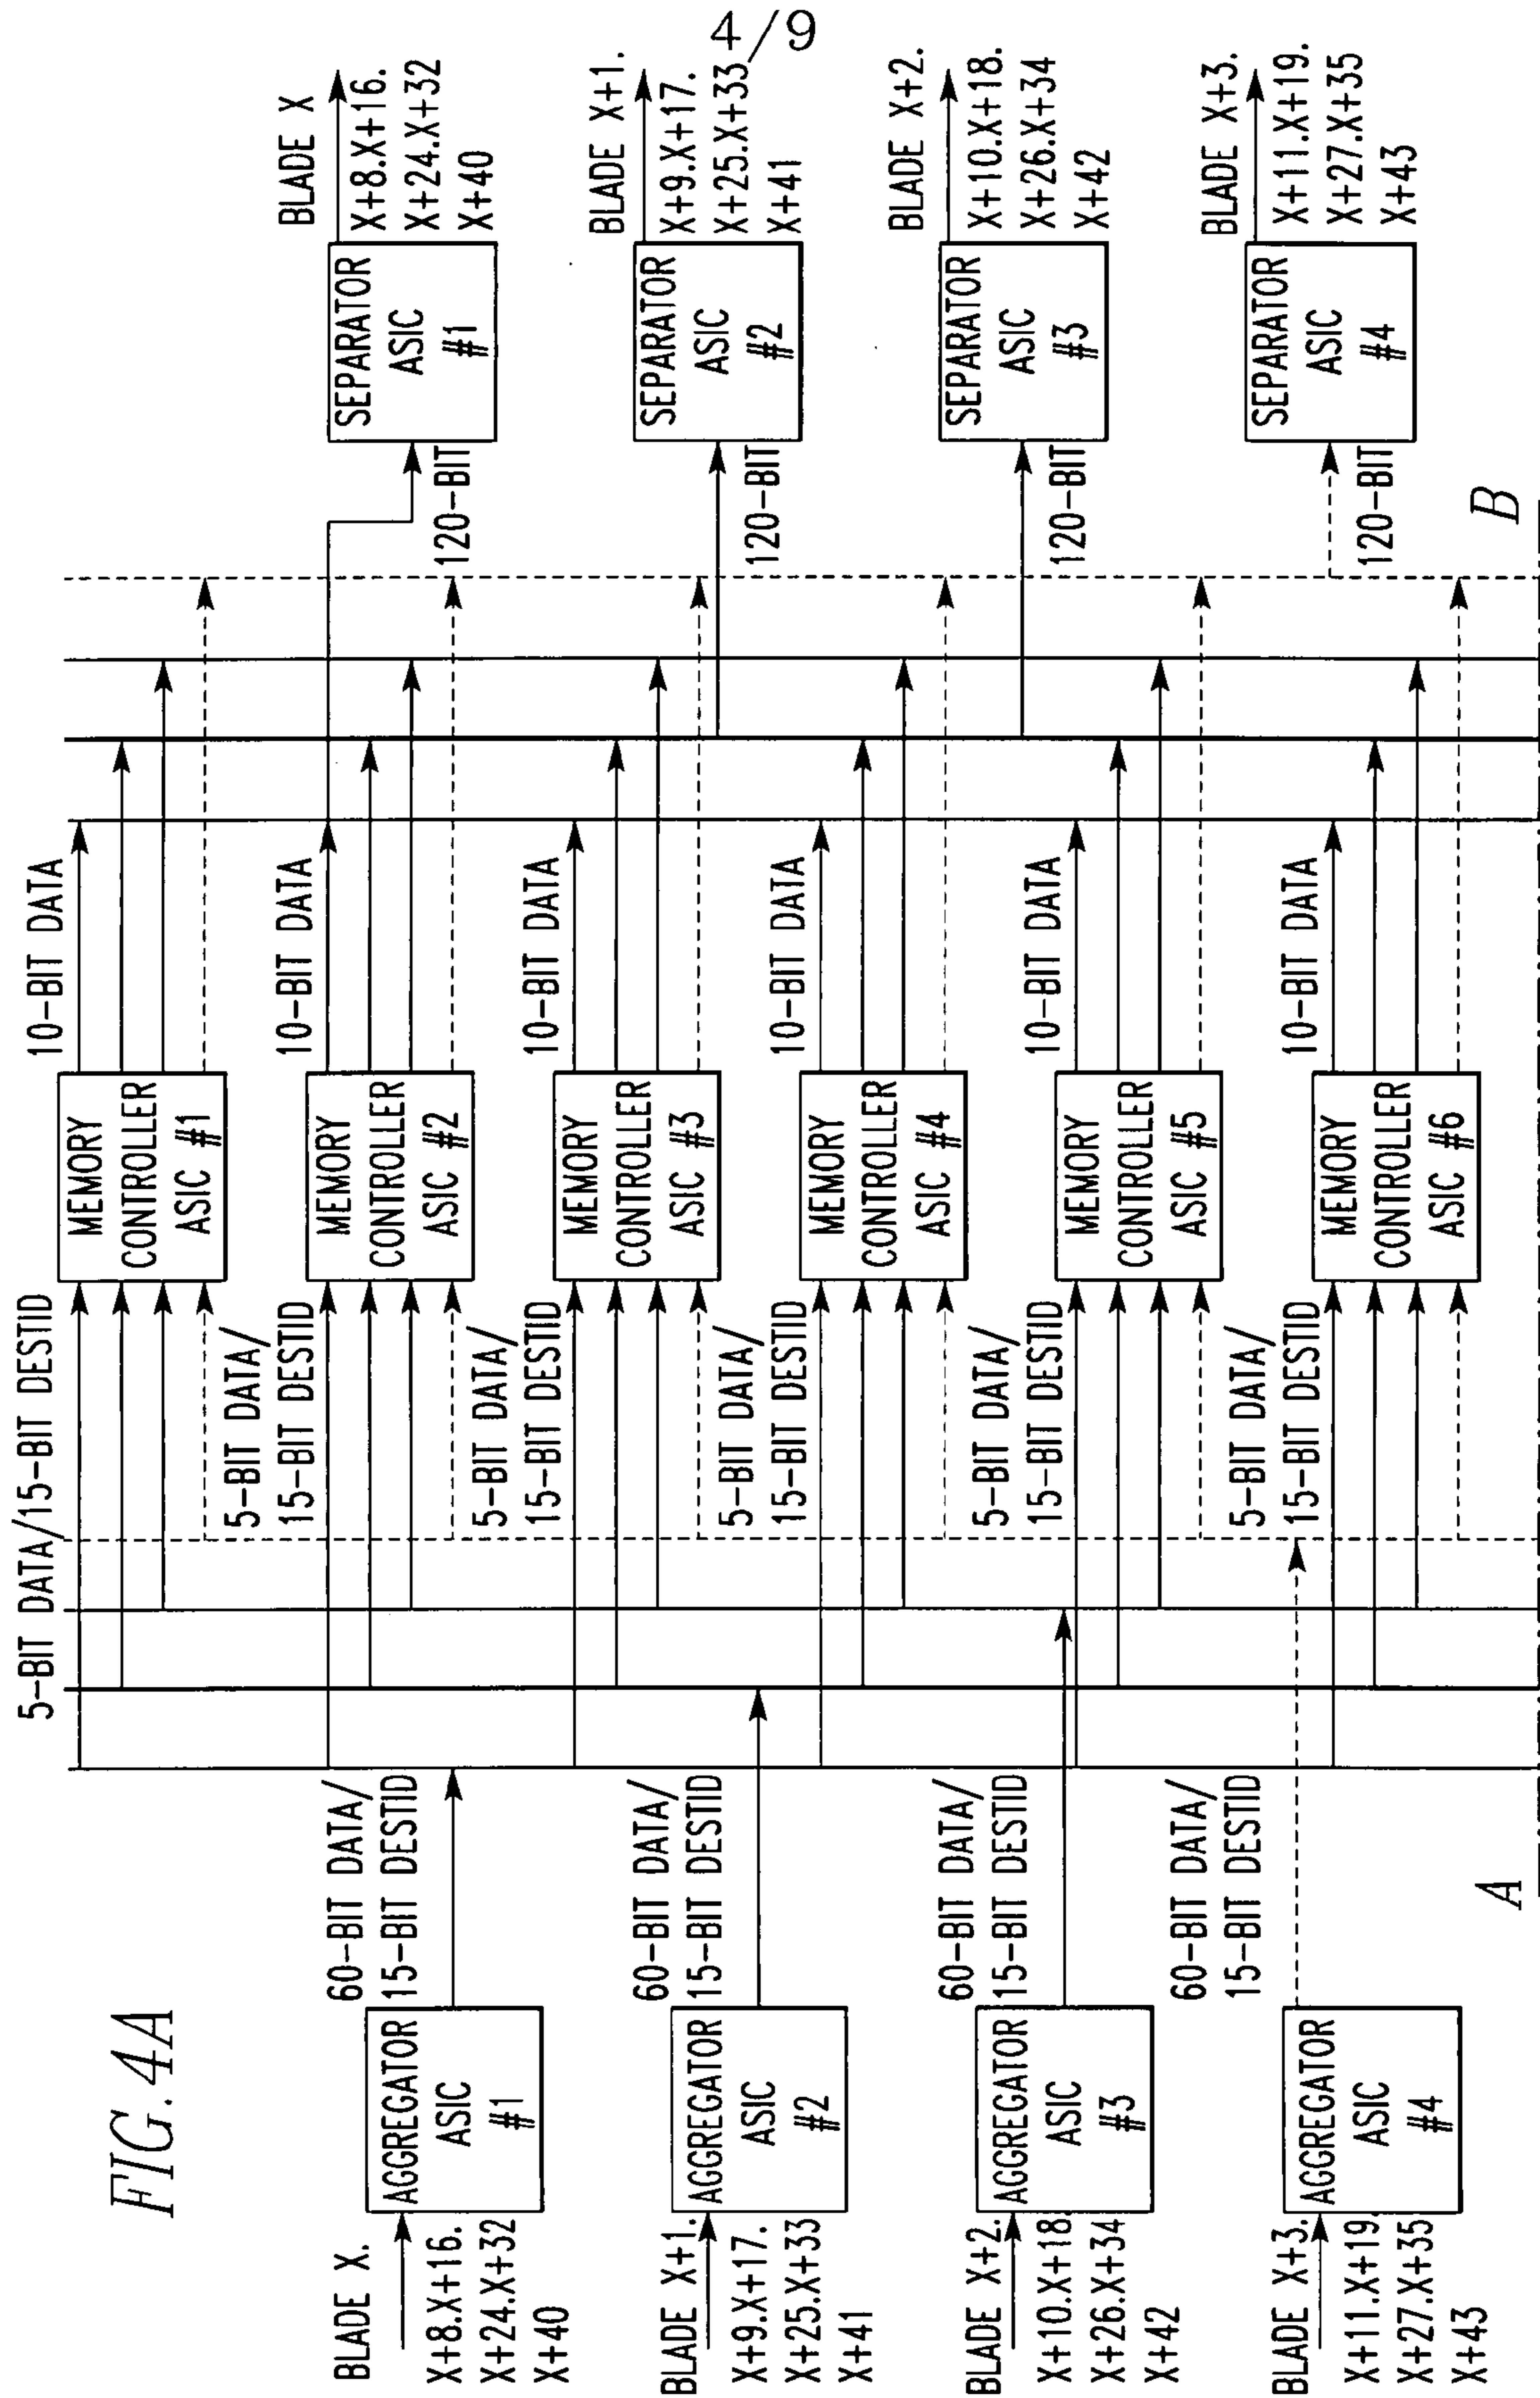 4/9
FIG. 4A
BLADE X.
X+8.X+16.
X+24.X+32
X+40
AGGREGATOR
ASIC
#1
60-BIT DATA/
15-BIT DESTID
BLADE X+1.
X+9.X+17.
X+25.X+33
X+41
AGGREGATOR
ASIC
#2
60-BIT DATA/
15-BIT DESTID
BLADE X+2.
X+10.X+18.
X+26.X+34
X+42
AGGREGATOR
ASIC
#3
60-BIT DATA/
15-BIT DESTID
BLADE X+3.
X+11.X+19.
X+27.X+35
X+43
AGGREGATOR
ASIC
#4
60-BIT DATA/
15-BIT DESTID
5-BIT DATA/15-BIT DESTID
MEMORY
CONTROLLER
ASIC #1
10-BIT DATA
5-BIT DATA/
15-BIT DESTID
MEMORY
CONTROLLER
ASIC #2
10-BIT DATA
5-BIT DATA/
15-BIT DESTID
MEMORY
CONTROLLER
ASIC #3
10-BIT DATA
5-BIT DATA/
15-BIT DESTID
MEMORY
CONTROLLER
ASIC #4
10-BIT DATA
5-BIT DATA/
15-BIT DESTID
MEMORY
CONTROLLER
ASIC #5
10-BIT DATA
5-BIT DATA/
15-BIT DESTID
MEMORY
CONTROLLER
ASIC #6
10-BIT DATA
120-BIT
SEPARATOR
ASIC
#1
BLADE X
X+8.X+16.
X+24.X+32
X+40
120-BIT
SEPARATOR
ASIC
#2
BLADE X+1.
X+9.X+17.
X+25.X+33
X+41
120-BIT
SEPARATOR
ASIC
#3
BLADE X+2.
X+10.X+18.
X+26.X+34
X+42
120-BIT
SEPARATOR
ASIC
#4
BLADE X+3.
X+11.X+19.
X+27.X+35
X+43
A
B